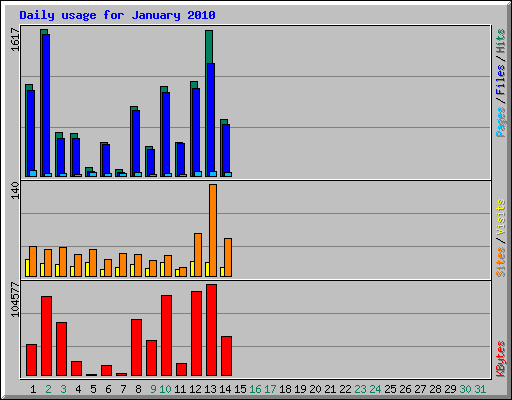 Daily usage for January 2010
1617
Pages/Files/Hits
140
Sites/Visits
104577
KBytes
1 2 3 4 5 6 7 8 9 10 11 12 13 14 15 16 17 18 19 20 21 22 23 24 25 26 27 28 29 30 31